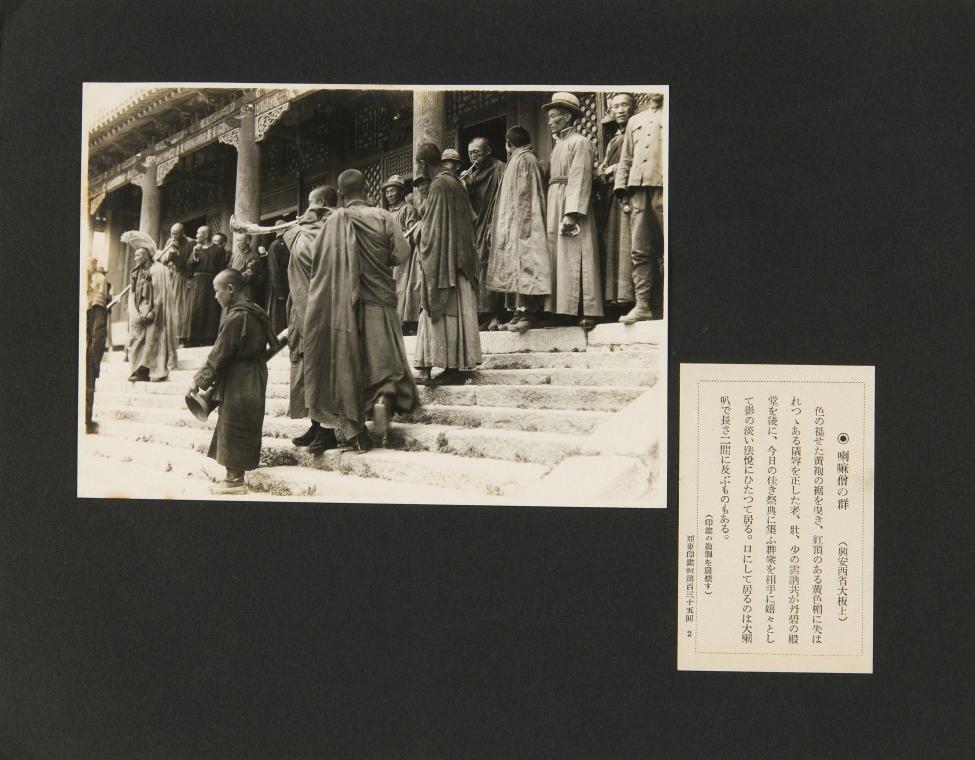 ◉ 喇嘛僧の群 (興安西省大板上)
色の褪せた黄袍の裾を曳き、紅頂のある黄色帽に失は
れつゝある儀容を正した老、壯、少の雲誦共が丹碧の殿
堂を後に、今日の佳き祭典に集ふ群衆を相手に嬉々とし
て影の淡い法悅にひたつて居る。口にして居るのは大喇
叭で長さ二間に及ぶものもある。
(印畫の複製を嚴禁す)
亞東印畫輯第百三十五回 2